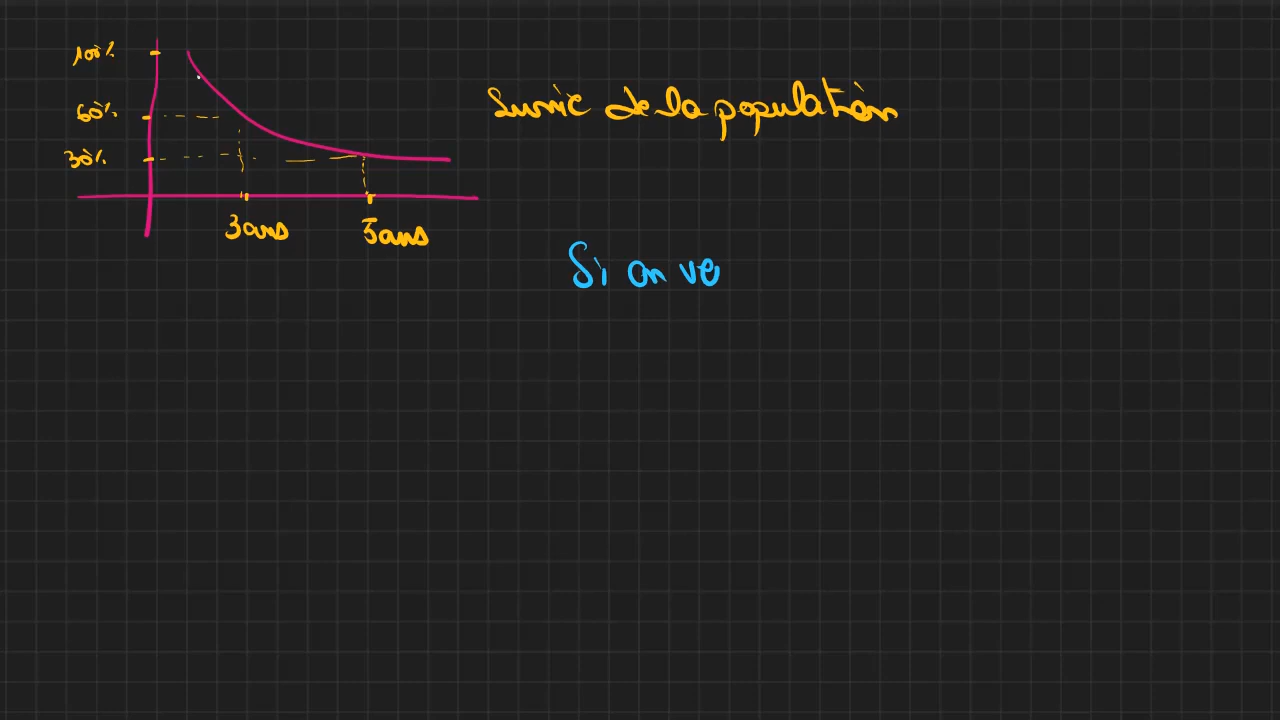 100%
60%
30%
3ans
5ans
Survie de la population
Si on ve